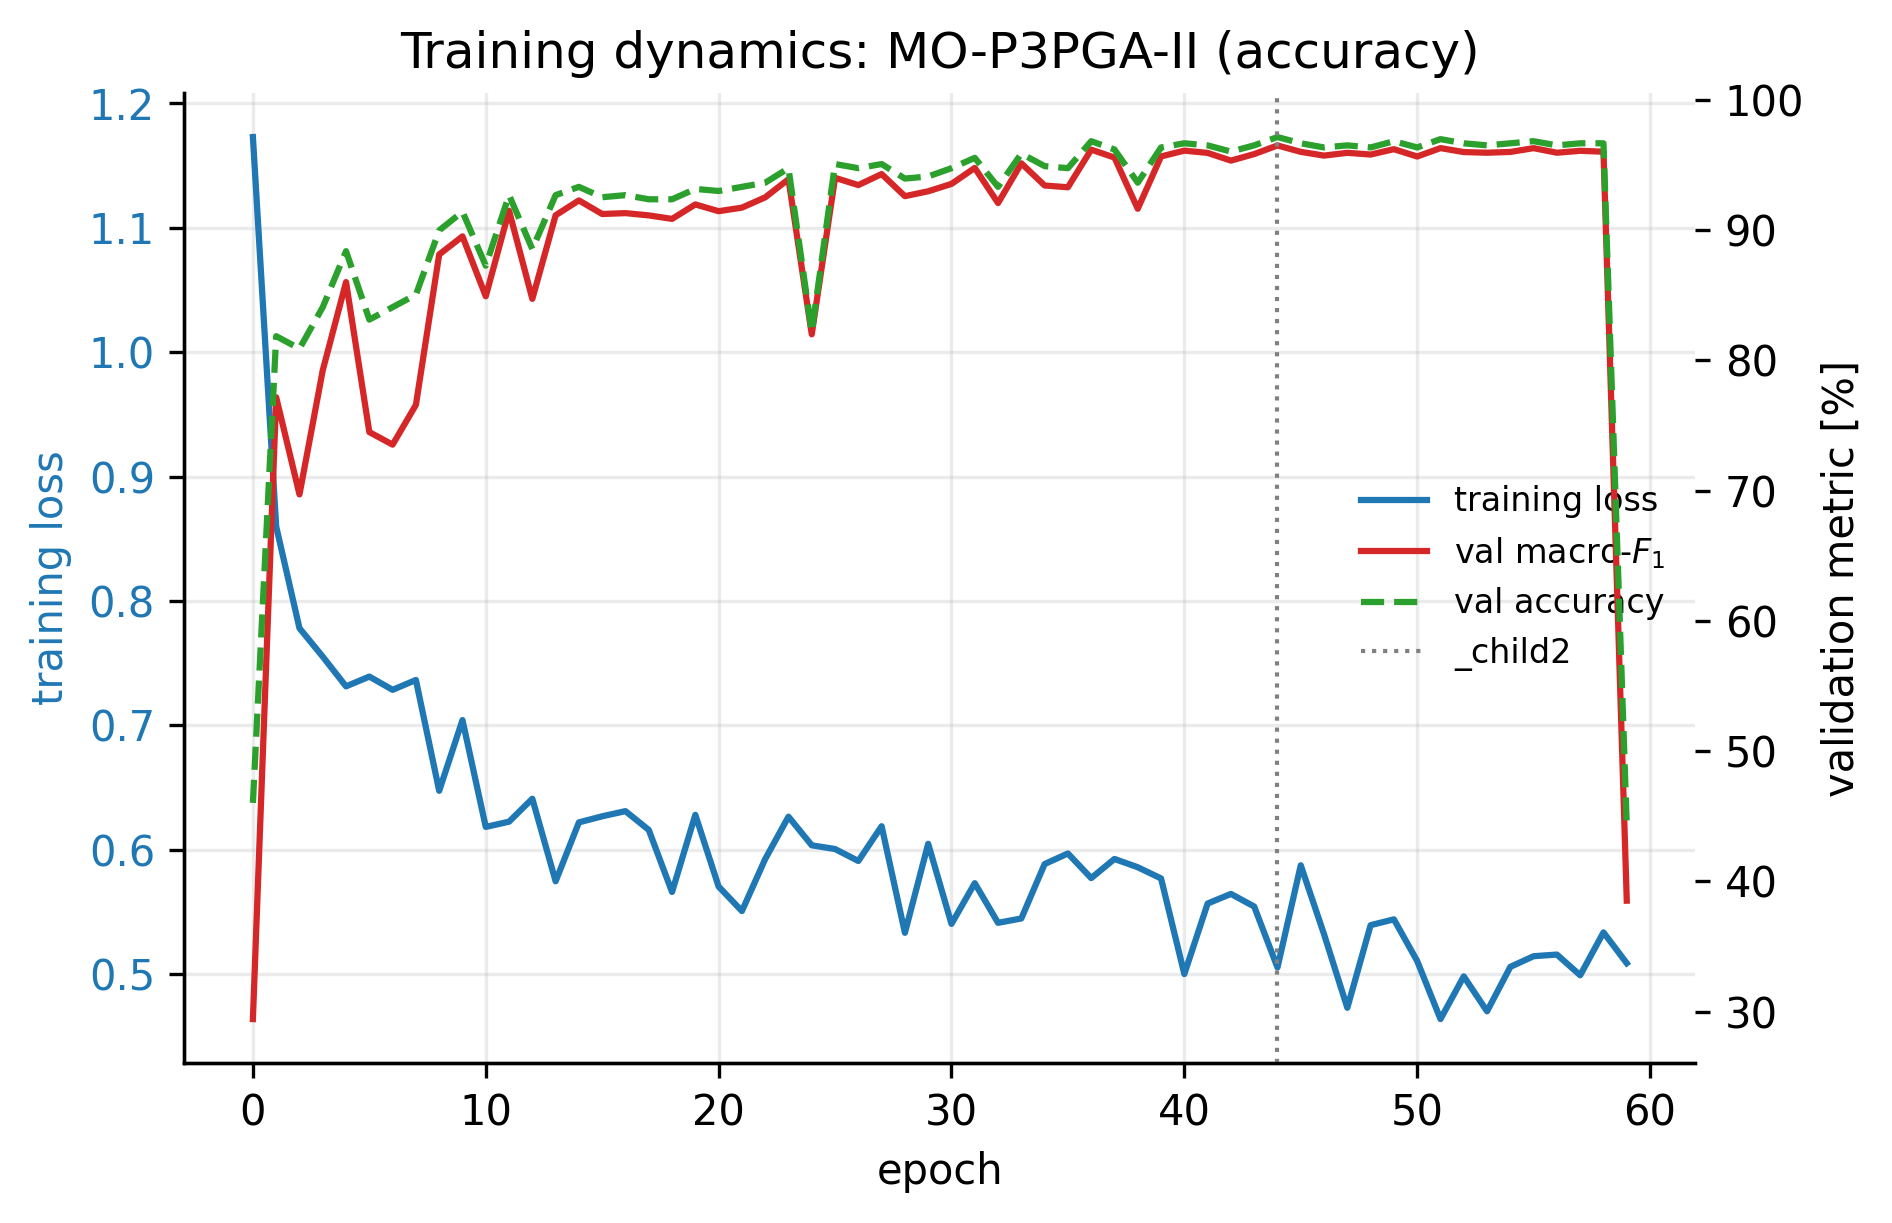 Training dynamics: MO-P3PGA-II (accuracy)
1.2
1.1
1.0
0.9
0.8
0.7
0.6
0.5
training loss
100
90
80
70
60
50
40
30
validation metric [%]
training loss
val macro-F₁
val accuracy
_child2
0 10 20 30 40 50 60
epoch